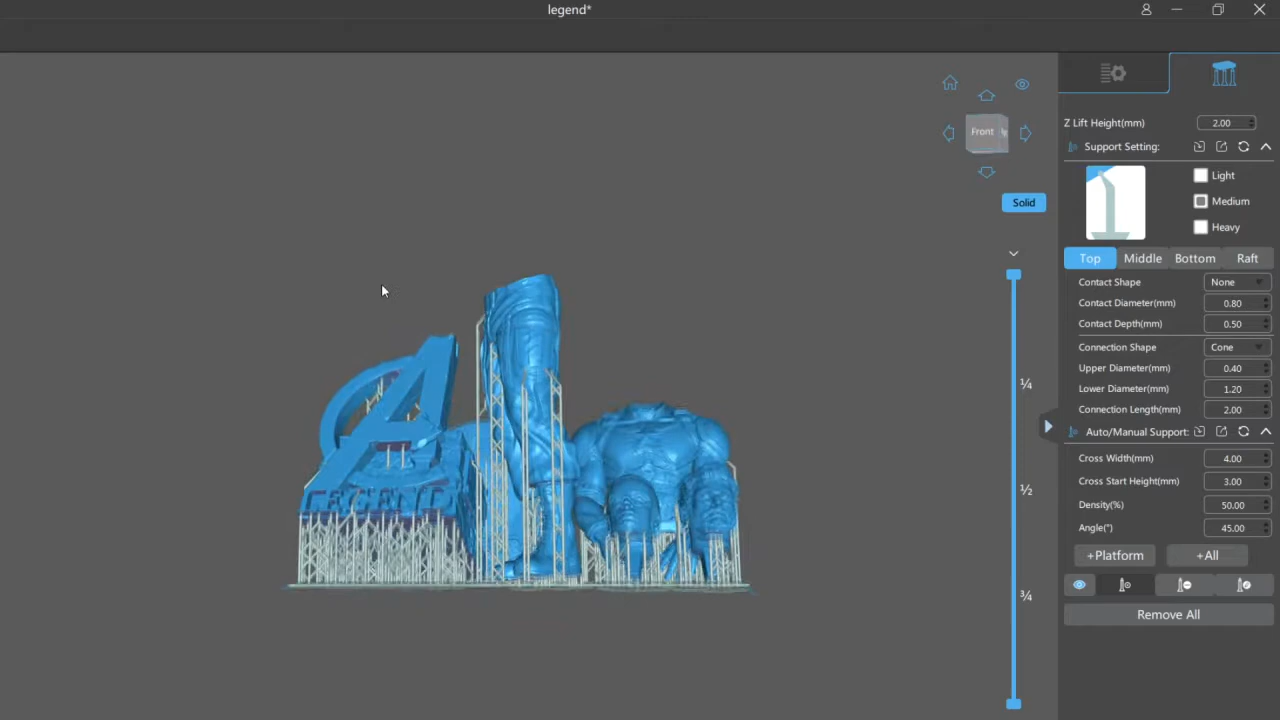 legend*
Front
Solid
¼
½
¾
Z Lift Height(mm) 2.00
Support Setting:
Light
Medium
Heavy
Top Middle Bottom Raft
Contact Shape None
Contact Diameter(mm) 0.80
Contact Depth(mm) 0.50
Connection Shape Cone
Upper Diameter(mm) 0.40
Lower Diameter(mm) 1.20
Connection Length(mm) 2.00
Auto/Manual Support:
Cross Width(mm) 4.00
Cross Start Height(mm) 3.00
Density(%) 50.00
Angle(°) 45.00
+Platform +All
Remove All
A
LEGEND